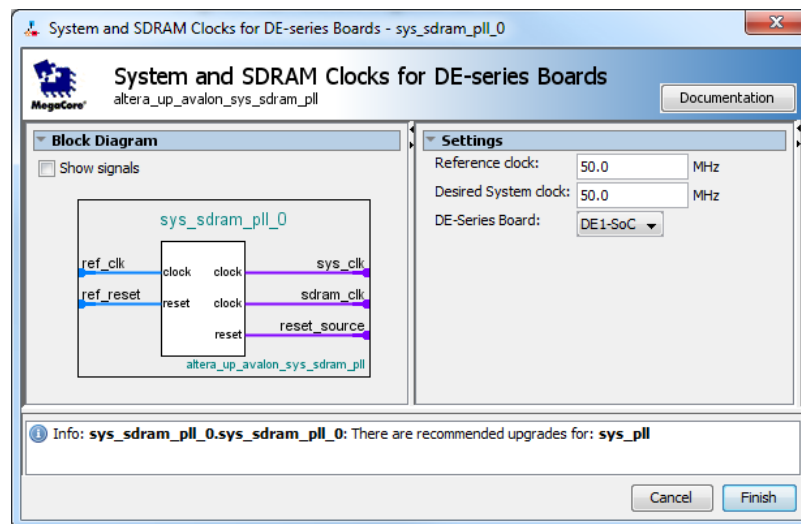 System and SDRAM Clocks for DE-series Boards - sys_sdram_pll_0
MegaCore®
System and SDRAM Clocks for DE-series Boards
altera_up_avalon_sys_sdram_pll
Documentation
Block Diagram
Show signals
sys_sdram_pll_0
ref_clk
clock
clock
sys_clk
ref_reset
reset
clock
sdram_clk
reset
reset_source
altera_up_avalon_sys_sdram_pll
Settings
Reference clock: 50.0 MHz
Desired System clock: 50.0 MHz
DE-Series Board: DE1-SoC
Info: sys_sdram_pll_0.sys_sdram_pll_0: There are recommended upgrades for: sys_pll
Cancel
Finish